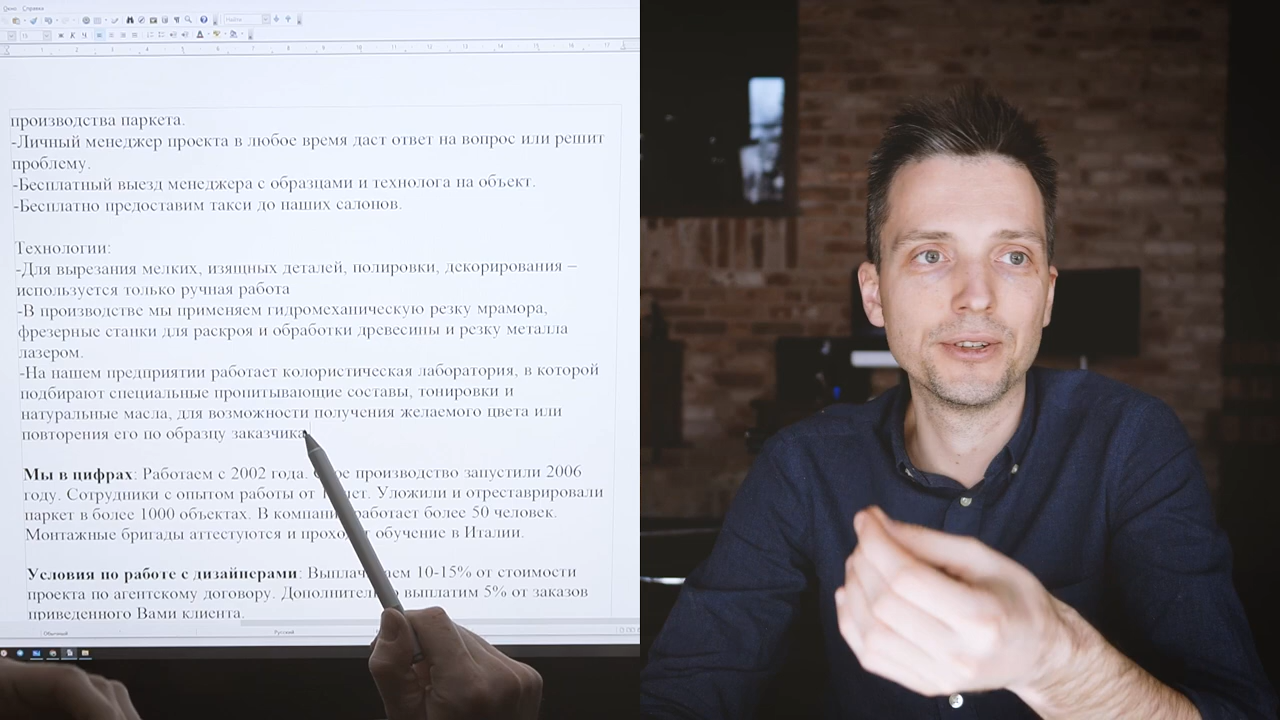 Окно Справка
Найти
производства паркета.
-Личный менеджер проекта в любое время даст ответ на вопрос или решит
проблему.
-Бесплатный выезд менеджера с образцами и технолога на объект.
-Бесплатно предоставим такси до наших салонов.
Технологии:
-Для вырезания мелких, изящных деталей, полировки, декорирования –
используется только ручная работа
-В производстве мы применяем гидромеханическую резку мрамора,
фрезерные станки для раскроя и обработки древесины и резку металла
лазером.
-На нашем предприятии работает колористическая лаборатория, в которой
подбирают специальные пропитывающие составы, тонировки и
натуральные масла, для возможности получения желаемого цвета или
повторения его по образцу заказчика
Мы в цифрах: Работаем с 2002 года. производство запустили 2006
году. Сотрудники с опытом работы от лет. Уложили и отреставрировали
паркет в более 1000 объектах. В компании работает более 50 человек.
Монтажные бригады аттестуются и проходят обучение в Италии.
Условия по работе с дизайнерами: Выплачиваем 10-15% от стоимости
проекта по агентскому договору. Дополнительно выплатим 5% от заказов
приведенного Вами клиента.
Обычный Русский